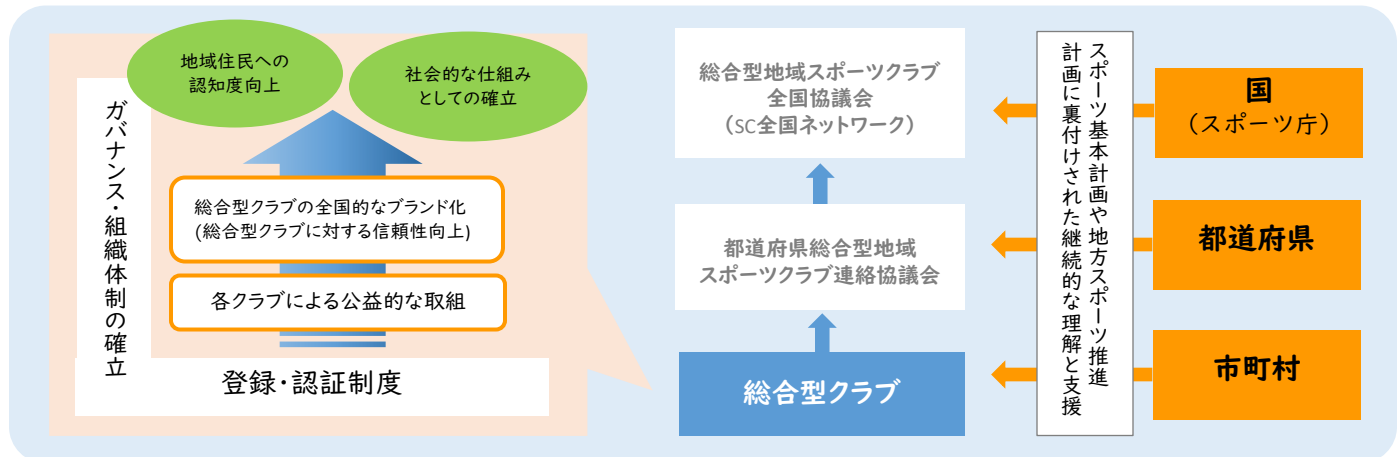 地域住民への
認知度向上
社会的な仕組み
としての確立
ガバナンス・組織体制の確立
総合型クラブの全国的なブランド化
(総合型クラブに対する信頼性向上)
各クラブによる公益的な取組
登録・認証制度
総合型地域スポーツクラブ
全国協議会
(SC全国ネットワーク)
都道府県総合型地域
スポーツクラブ連絡協議会
総合型クラブ
スポーツ基本計画や地方スポーツ推進
計画に裏付けされた継続的な理解と支援
国
(スポーツ庁)
都道府県
市町村